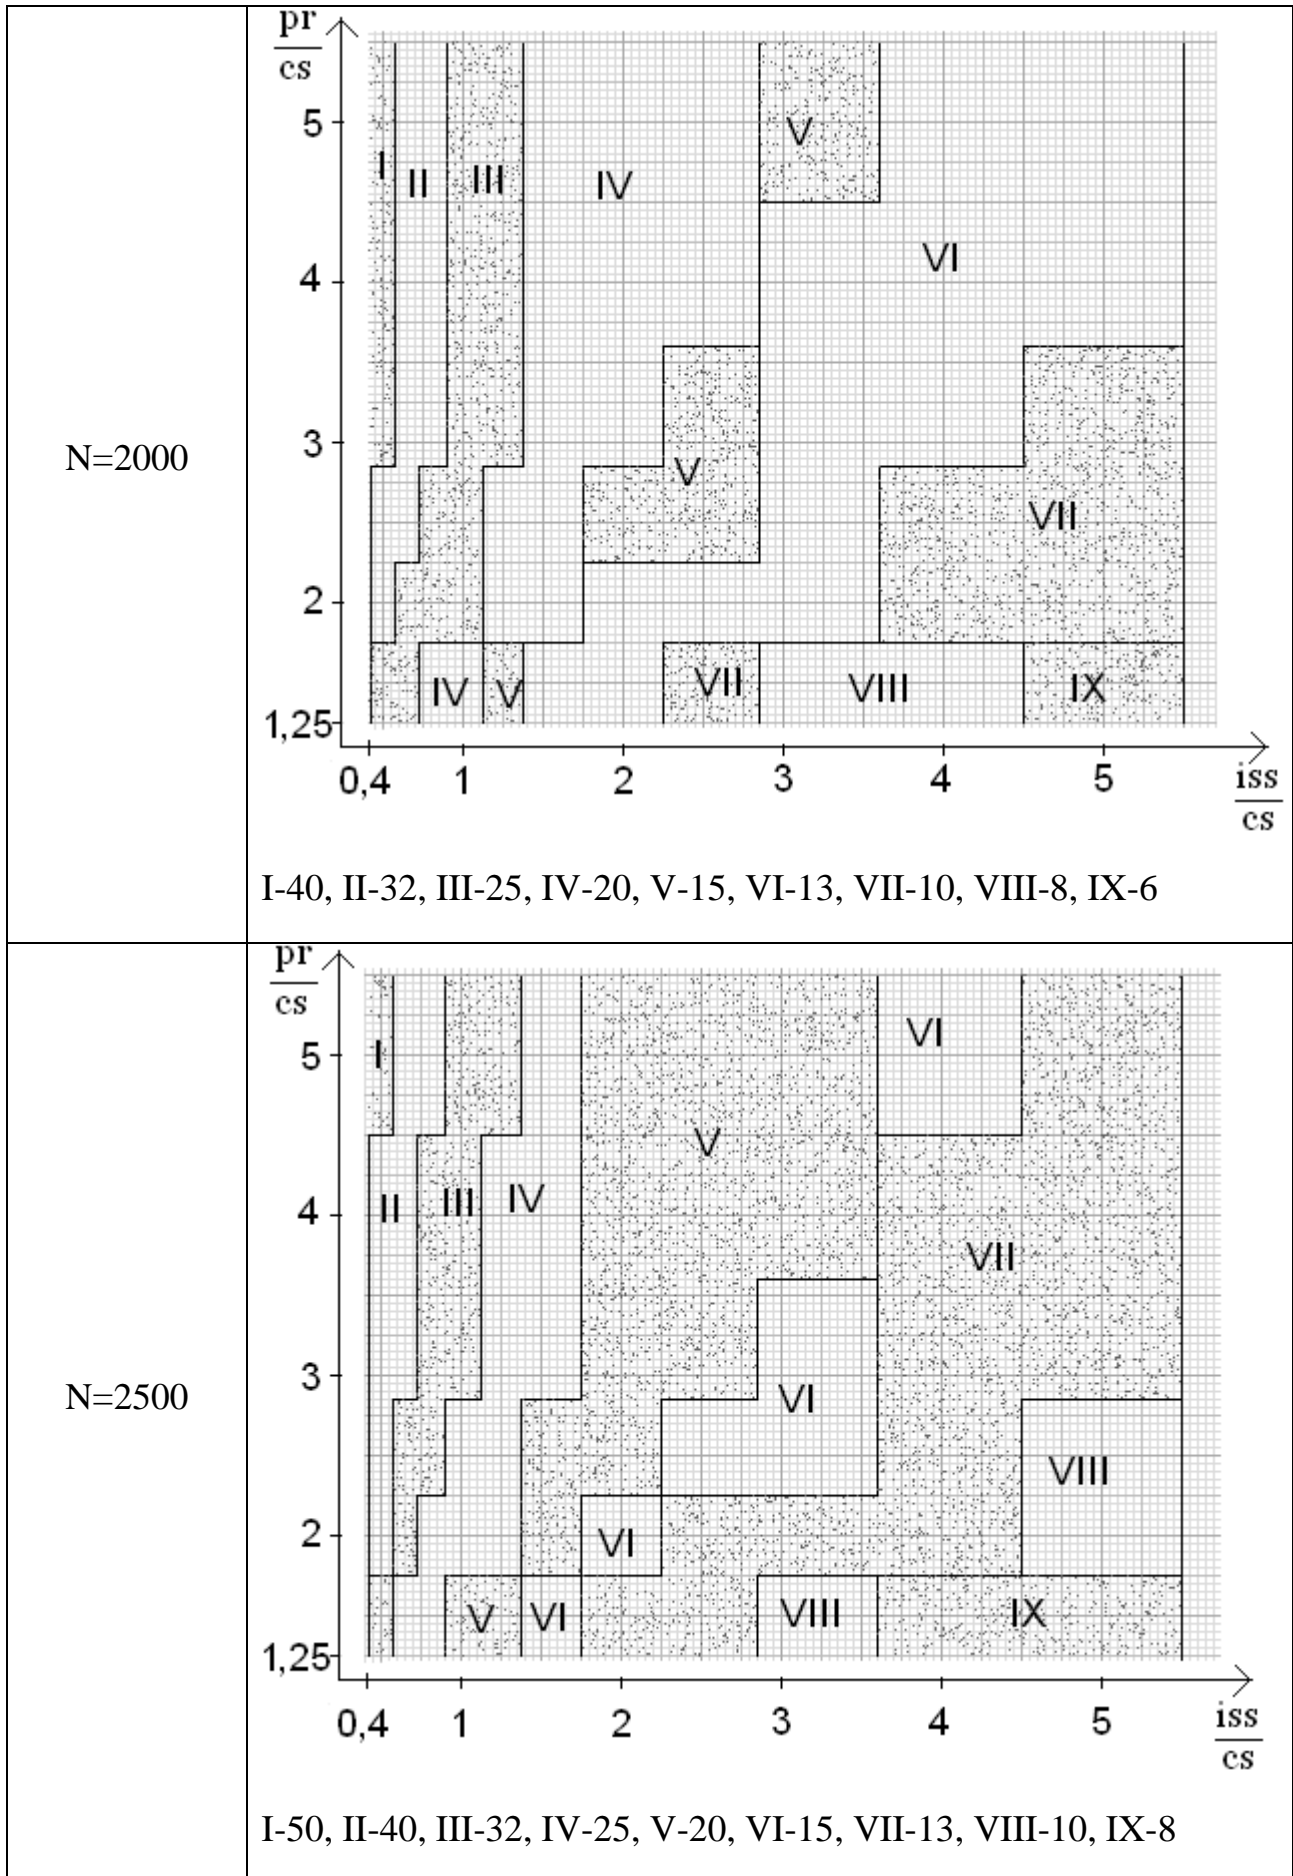 pr
cs
5
V
I
II
III
IV
VI
4
3
V
VII
N=2000
2
IV
V
VII
VIII
IX
1,25
0,4
1
2
3
4
5
iss
cs
I-40, II-32, III-25, IV-20, V-15, VI-13, VII-10, VIII-8, IX-6
pr
cs
VI
5
I
V
II
III
IV
4
VII
3
VI
N=2500
VIII
2
VI
V
VI
VIII
IX
1,25
0,4
1
2
3
4
5
iss
cs
I-50, II-40, III-32, IV-25, V-20, VI-15, VII-13, VIII-10, IX-8